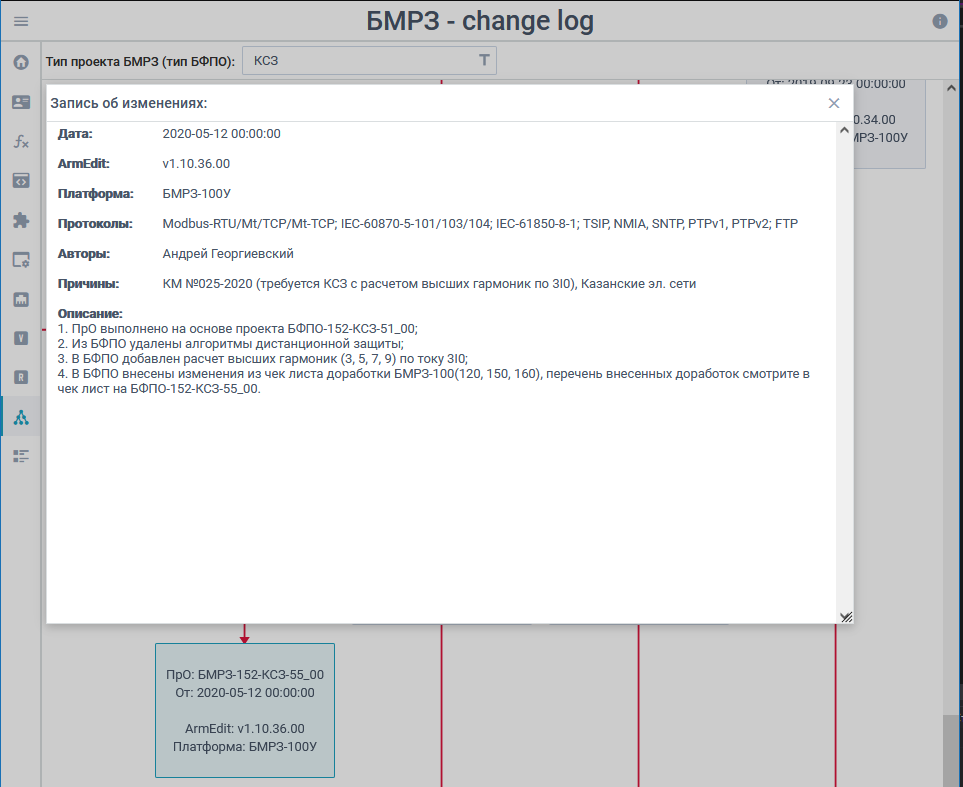 БМРЗ - change log
Тип проекта БМРЗ (тип БФПО): КСЗ
От: 2019-09-23 00:00:00
0.34.00
МРЗ-100У
Запись об изменениях:
Дата: 2020-05-12 00:00:00
ArmEdit: v1.10.36.00
Платформа: БМРЗ-100У
Протоколы: Modbus-RTU/Mt/TCP/Mt-TCP; IEC-60870-5-101/103/104; IEC-61850-8-1; TSIP, NMIA, SNTP, PTPv1, PTPv2; FTP
Авторы: Андрей Георгиевский
Причины: КМ №025-2020 (требуется КСЗ с расчетом высших гармоник по 3I0), Казанские эл. сети
Описание:
1. ПрО выполнено на основе проекта БФПО-152-КСЗ-51_00;
2. Из БФПО удалены алгоритмы дистанционной защиты;
3. В БФПО добавлен расчет высших гармоник (3, 5, 7, 9) по току 3I0;
4. В БФПО внесены изменения из чек листа доработки БМРЗ-100(120, 150, 160), перечень внесенных доработок смотрите в
чек лист на БФПО-152-КСЗ-55_00.
ПрО: БМРЗ-152-КСЗ-55_00
От: 2020-05-12 00:00:00
ArmEdit: v1.10.36.00
Платформа: БМРЗ-100У